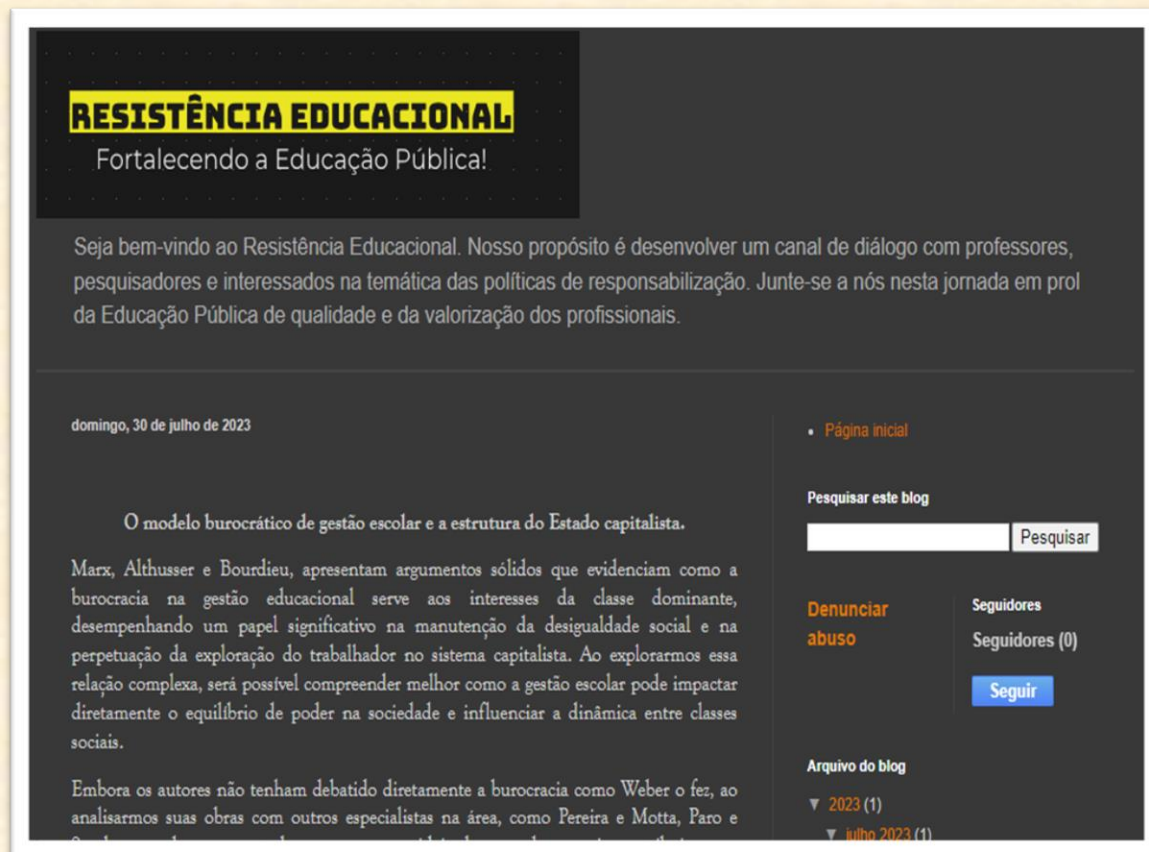 RESISTÊNCIA EDUCACIONAL
Fortalecendo a Educação Pública!
Seja bem-vindo ao Resistência Educacional. Nosso propósito é desenvolver um canal de diálogo com professores,
pesquisadores e interessados na temática das políticas de responsabilização. Junte-se a nós nesta jornada em prol
da Educação Pública de qualidade e da valorização dos profissionais.
domingo, 30 de julho de 2023
O modelo burocrático de gestão escolar e a estrutura do Estado capitalista.
Marx, Althusser e Bourdieu, apresentam argumentos sólidos que evidenciam como a
burocracia na gestão educacional serve aos interesses da classe dominante,
desempenhando um papel significativo na manutenção da desigualdade social e na
perpetuação da exploração do trabalhador no sistema capitalista. Ao explorarmos essa
relação complexa, será possível compreender melhor como a gestão escolar pode impactar
diretamente o equilíbrio de poder na sociedade e influenciar a dinâmica entre classes
sociais.
Embora os autores não tenham debatido diretamente a burocracia como Weber o fez, ao
analisarmos suas obras com outros especialistas na área, como Pereira e Motta, Paro e
Página inicial
Pesquisar este blog
Pesquisar
Denunciar
abuso
Seguidores
Seguidores (0)
Seguir
Arquivo do blog
▼ 2023 (1)
▼ julho 2023 (1)